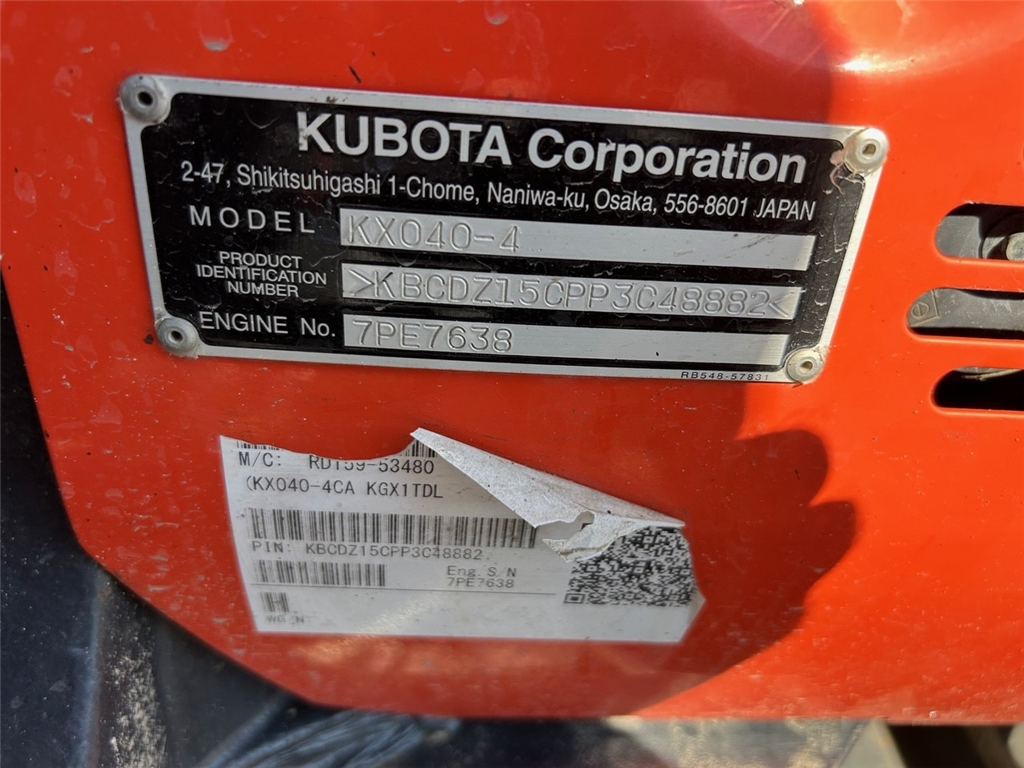 KUBOTA Corporation
2-47, Shikitsuhigashi 1-Chome, Naniwa-ku, Osaka, 556-8601 JAPAN
MODEL KX040-4
PRODUCT IDENTIFICATION NUMBER >KBCDZ15CPP3C48882<
ENGINE No. 7PE7638
RB548-57831
M/C: RD159-53480
(KX040-4CA KGX1TDL
PIN: KBCDZ15CPP3C48882
Eng. S/N
7PE7638
H